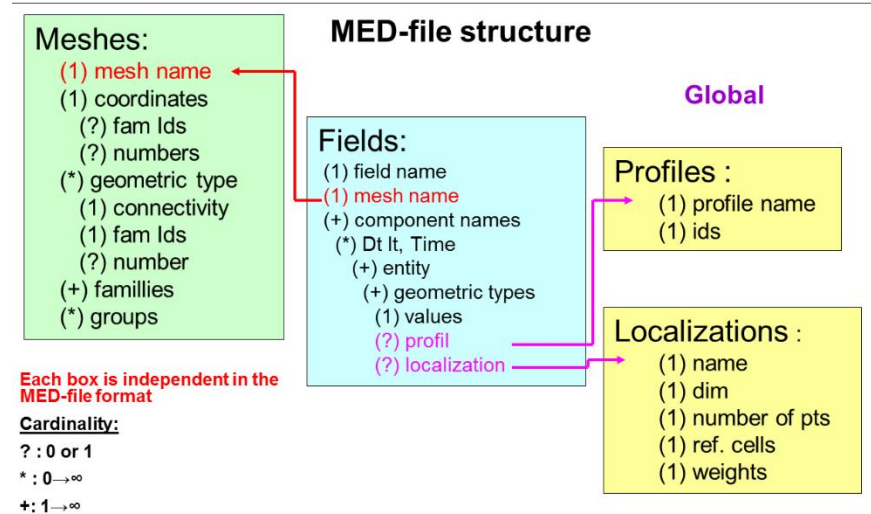 MED-file structure
Meshes:
(1) mesh name
(1) coordinates
(?) fam Ids
(?) numbers
(*) geometric type
(1) connectivity
(1) fam Ids
(?) number
(+) famillies
(*) groups
Fields:
(1) field name
(1) mesh name
(+) component names
(*) Dt It, Time
(+) entity
(+) geometric types
(1) values
(?) profil
(?) localization
Global
Profiles :
(1) profile name
(1) ids
Localizations :
(1) name
(1) dim
(1) number of pts
(1) ref. cells
(1) weights
Each box is independent in the
MED-file format
Cardinality:
? : 0 or 1
* : 0→∞
+: 1→∞